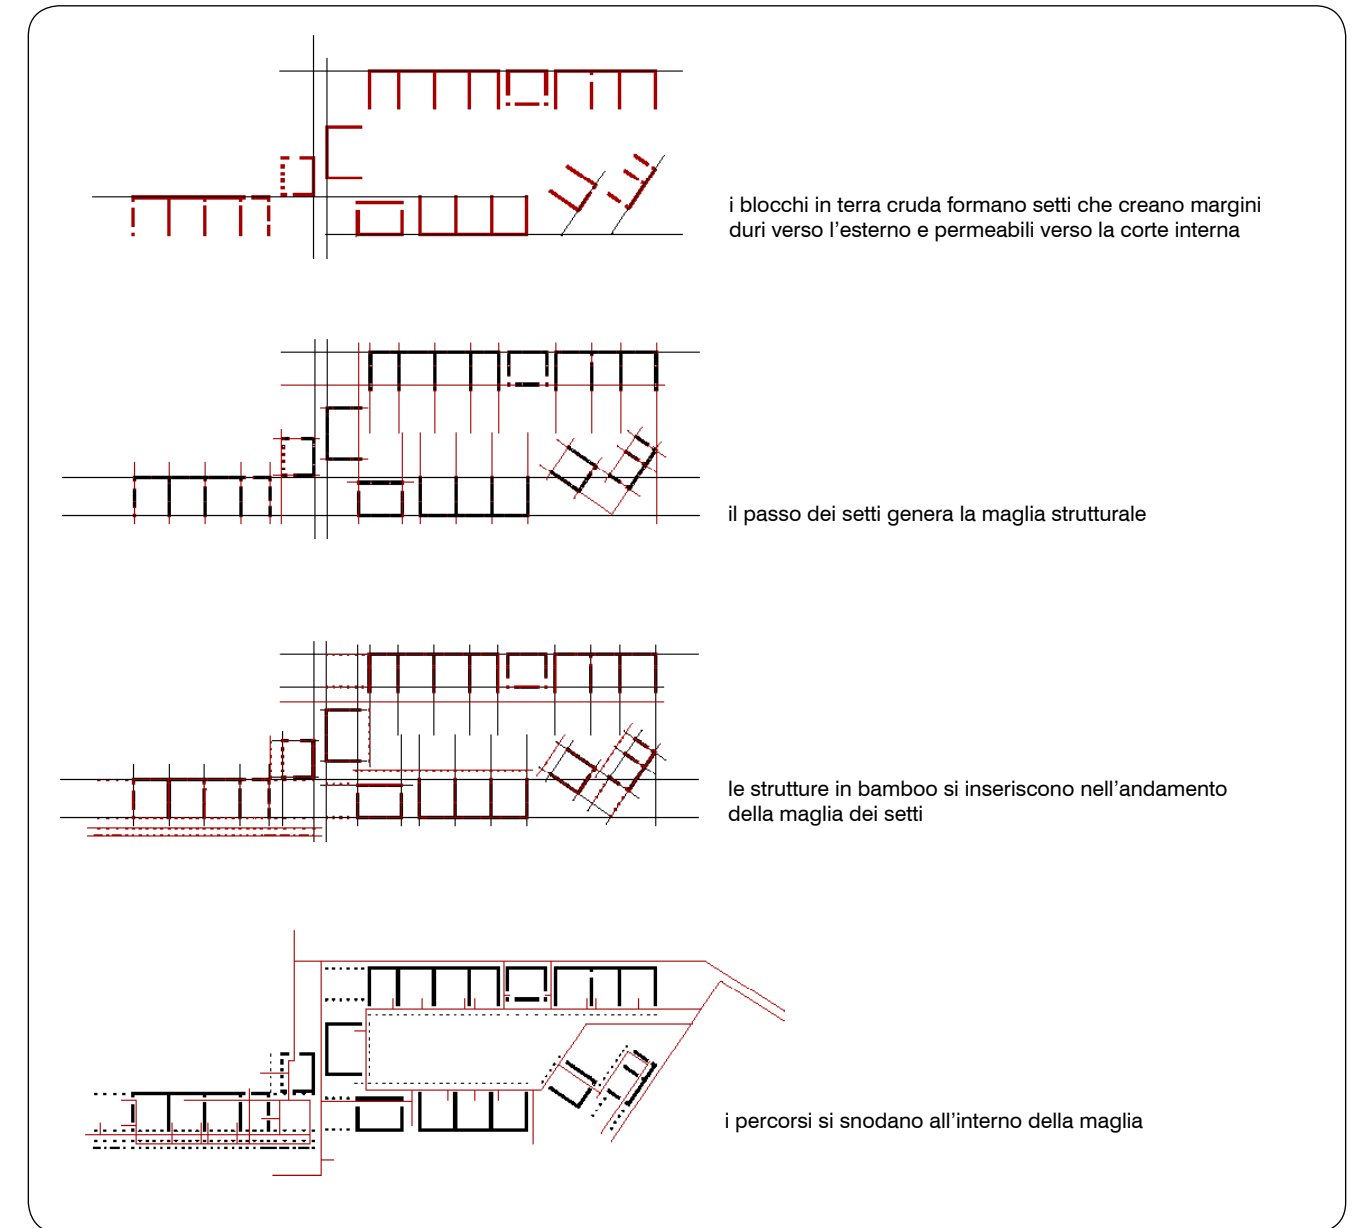 i blocchi in terra cruda formano setti che creano margini
duri verso l'esterno e permeabili verso la corte interna
il passo dei setti genera la maglia strutturale
le strutture in bamboo si inseriscono nell'andamento
della maglia dei setti
i percorsi si snodano all'interno della maglia